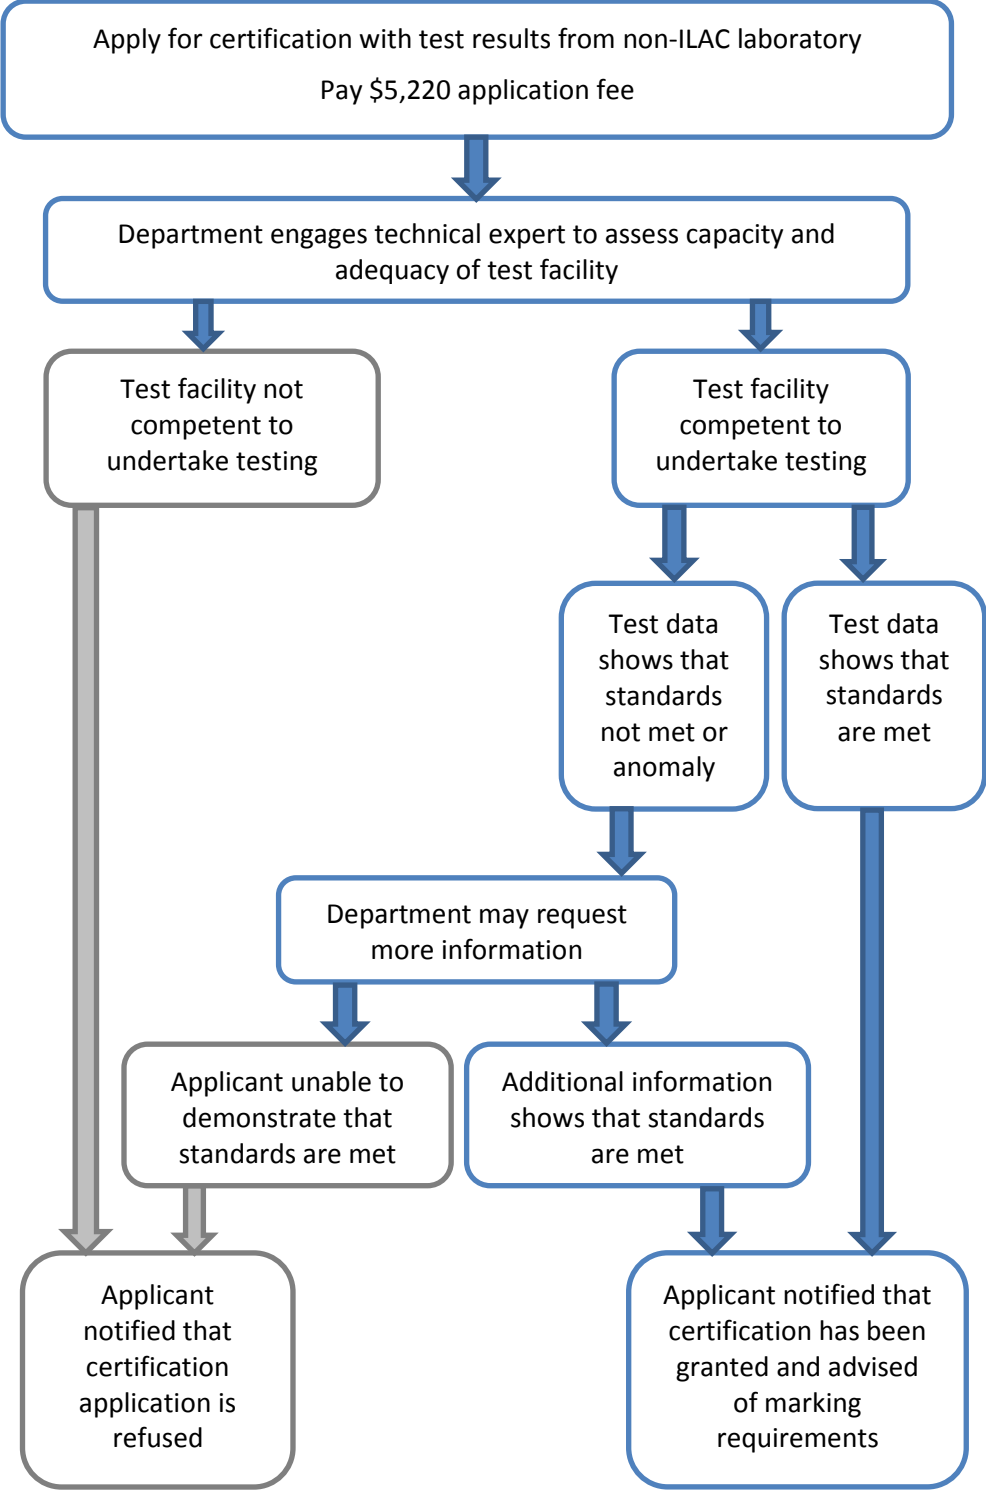 Apply for certification with test results from non-ILAC laboratory
Pay $5,220 application fee
Department engages technical expert to assess capacity and
adequacy of test facility
Test facility not
competent to
undertake testing
Test facility
competent to
undertake testing
Test data
shows that
standards
not met or
anomaly
Test data
shows that
standards
are met
Department may request
more information
Applicant unable to
demonstrate that
standards are met
Additional information
shows that standards
are met
Applicant
notified that
certification
application is
refused
Applicant notified that
certification has been
granted and advised
of marking
requirements